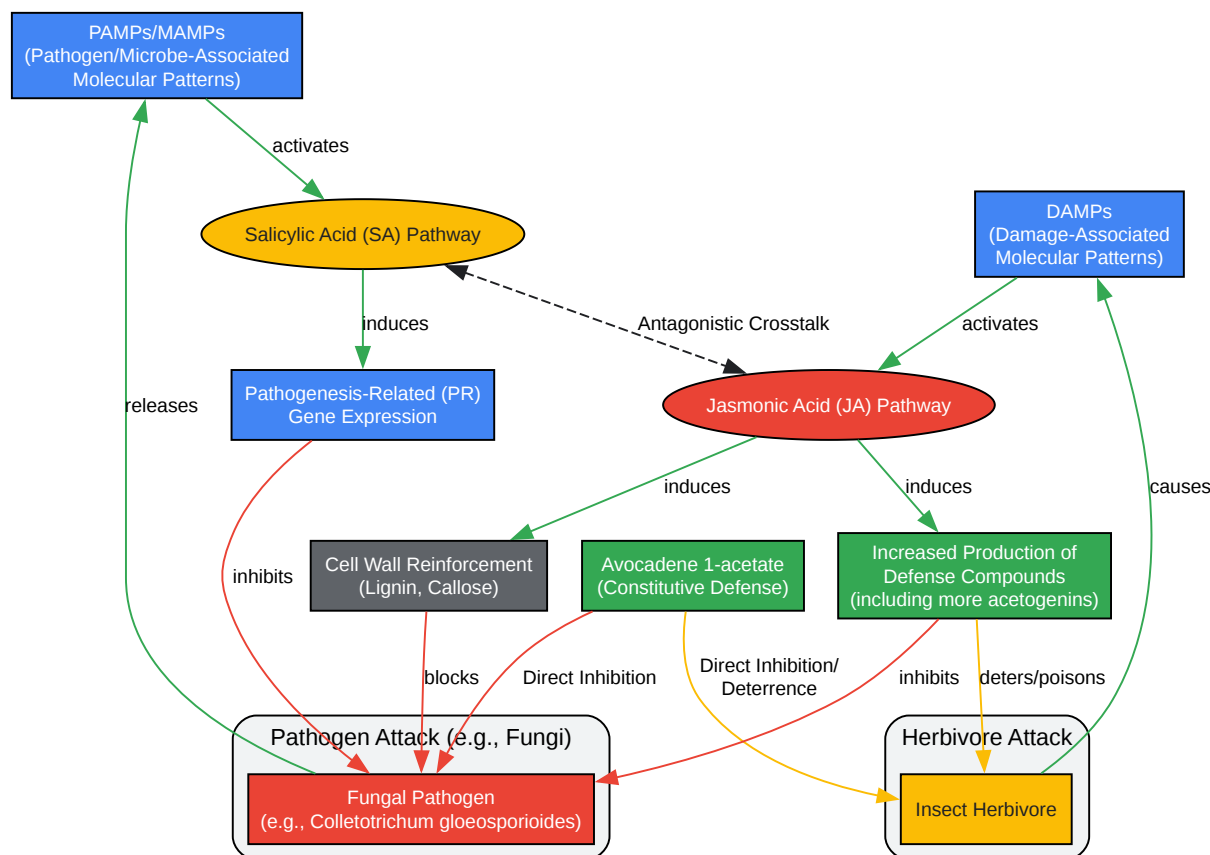 PAMPs/MAMPs
(Pathogen/Microbe-Associated
Molecular Patterns)
activates
Salicylic Acid (SA) Pathway
DAMPs
(Damage-Associated
Molecular Patterns)
induces
Antagonistic Crosstalk
activates
releases
Pathogenesis-Related (PR)
Gene Expression
Jasmonic Acid (JA) Pathway
induces
induces
causes
inhibits
Cell Wall Reinforcement
(Lignin, Callose)
Avocadene 1-acetate
(Constitutive Defense)
Increased Production of
Defense Compounds
(including more acetogenins)
blocks
Direct Inhibition
Direct Inhibition/
Deterrence
inhibits
deters/poisons
Pathogen Attack (e.g., Fungi)
Herbivore Attack
Fungal Pathogen
(e.g., Colletotrichum gloeosporioides)
Insect Herbivore